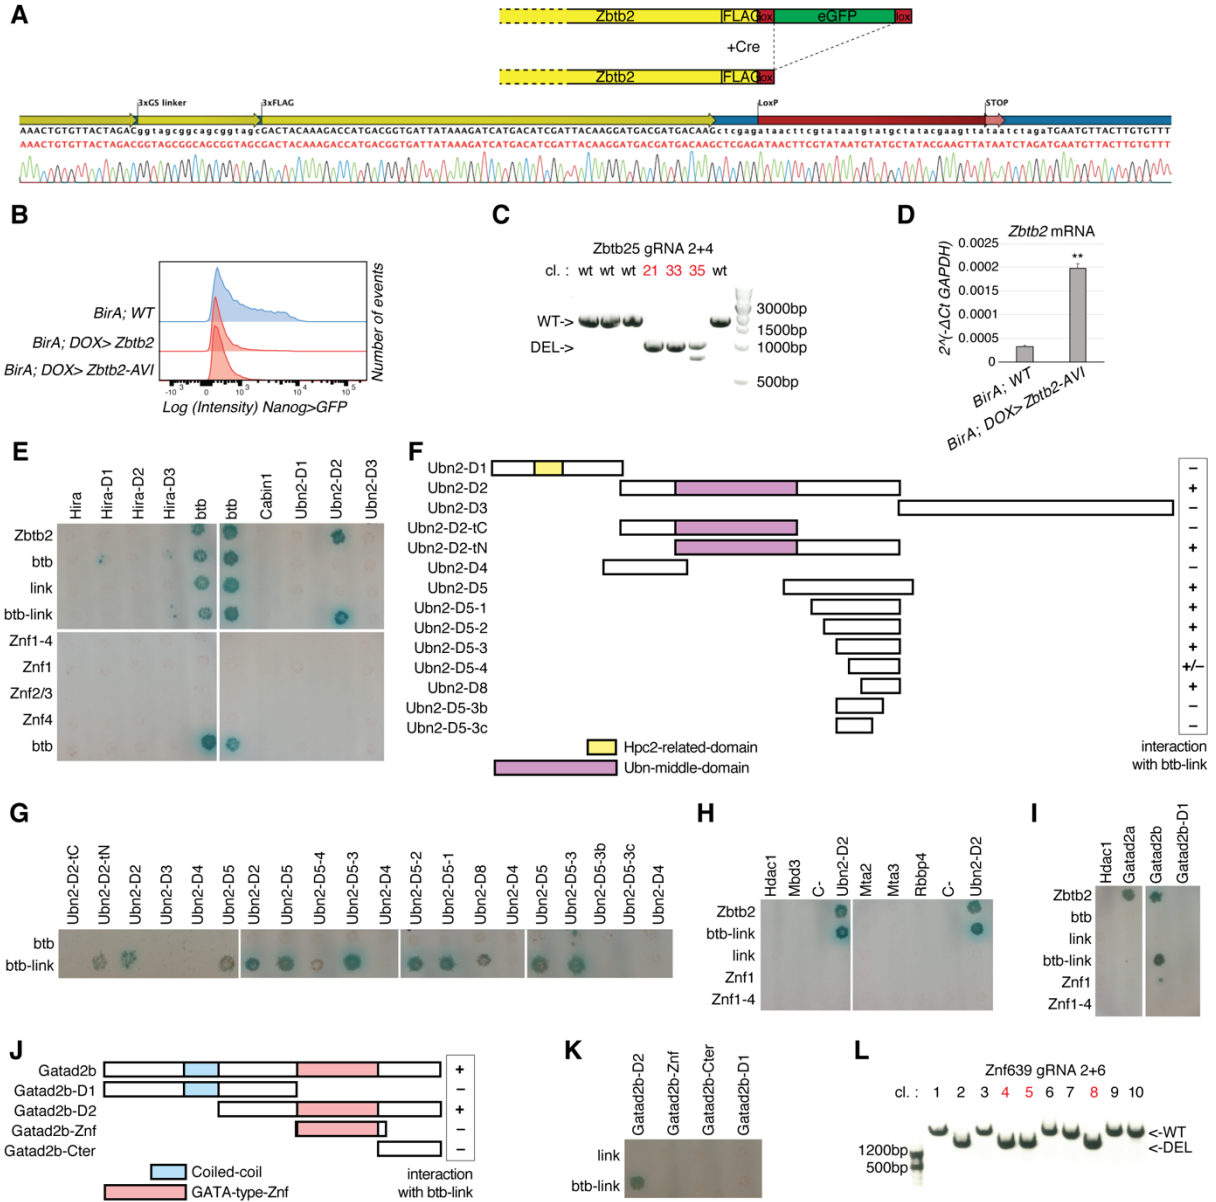 A
Zbtb2 FLAG lox eGFP lox
+Cre
Zbtb2 FLAG lox
3xGS linker 3xFLAG LoxP STOP
AAACTGTGTTACTAGACggtagcggcagcggtagcGACTACAAAGACCATGACGGTGATTATAAAGATCATGACATCGATTACAAGGATGACGATGACAAGctcgagataacttcgtataatgtatgctatacgaagttataatctagaTGAATGTTACTTGTGTTT
AAACTGTGTTACTAGACGGTAGCGGCAGCGGTAGCGACTACAAAGACCATGACGGTGATTATAAAGATCATGACATCGATTACAAGGATGACGATGACAAGCTCGAGATAACTTCGTATAATGTATGCTATACGAAGTTATAATCTAGATGAATGTTACTTGTGTTT
B
BirA; WT
BirA; DOX> Zbtb2
BirA; DOX> Zbtb2-AVI
Number of events
-10 3 0 10 3 10 4 10 5
Log (Intensity) Nanog>GFP
C
Zbtb25 gRNA 2+4
cl. : wt wt wt 21 33 35 wt
WT->
DEL->
3000bp
1500bp
1000bp
500bp
D
Zbtb2 mRNA
2^(-ΔCt GAPDH)
0.0025
0.002
0.0015
0.001
0.0005
0
**
BirA; WT
BirA; DOX> Zbtb2-AVI
E
Hira Hira-D1 Hira-D2 Hira-D3 btb btb Cabin1 Ubn2-D1 Ubn2-D2 Ubn2-D3
Zbtb2
btb
link
btb-link
Znf1-4
Znf1
Znf2/3
Znf4
btb
F
Ubn2-D1 −
Ubn2-D2 +
Ubn2-D3 −
Ubn2-D2-tC −
Ubn2-D2-tN +
Ubn2-D4 −
Ubn2-D5 +
Ubn2-D5-1 +
Ubn2-D5-2 +
Ubn2-D5-3 +
Ubn2-D5-4 +/−
Ubn2-D8 +
Ubn2-D5-3b −
Ubn2-D5-3c −
Hpc2-related-domain
Ubn-middle-domain
interaction
with btb-link
G
Ubn2-D2-tC Ubn2-D2-tN Ubn2-D2 Ubn2-D3 Ubn2-D4 Ubn2-D5 Ubn2-D2 Ubn2-D5 Ubn2-D5-4 Ubn2-D5-3 Ubn2-D4 Ubn2-D5-2 Ubn2-D5-1 Ubn2-D8 Ubn2-D4 Ubn2-D5 Ubn2-D5-3 Ubn2-D5-3b Ubn2-D5-3c Ubn2-D4
btb
btb-link
H
Hdac1 Mbd3 C- Ubn2-D2 Mta2 Mta3 Rbbp4 C- Ubn2-D2
Zbtb2
btb-link
link
Znf1
Znf1-4
I
Hdac1 Gatad2a Gatad2b Gatad2b-D1
Zbtb2
btb
link
btb-link
Znf1
Znf1-4
J
Gatad2b +
Gatad2b-D1 −
Gatad2b-D2 +
Gatad2b-Znf −
Gatad2b-Cter −
Coiled-coil
GATA-type-Znf
interaction
with btb-link
K
Gatad2b-D2 Gatad2b-Znf Gatad2b-Cter Gatad2b-D1
link
btb-link
L
Znf639 gRNA 2+6
cl. : 1 2 3 4 5 6 7 8 9 10
<-WT
<-DEL
1200bp
500bp